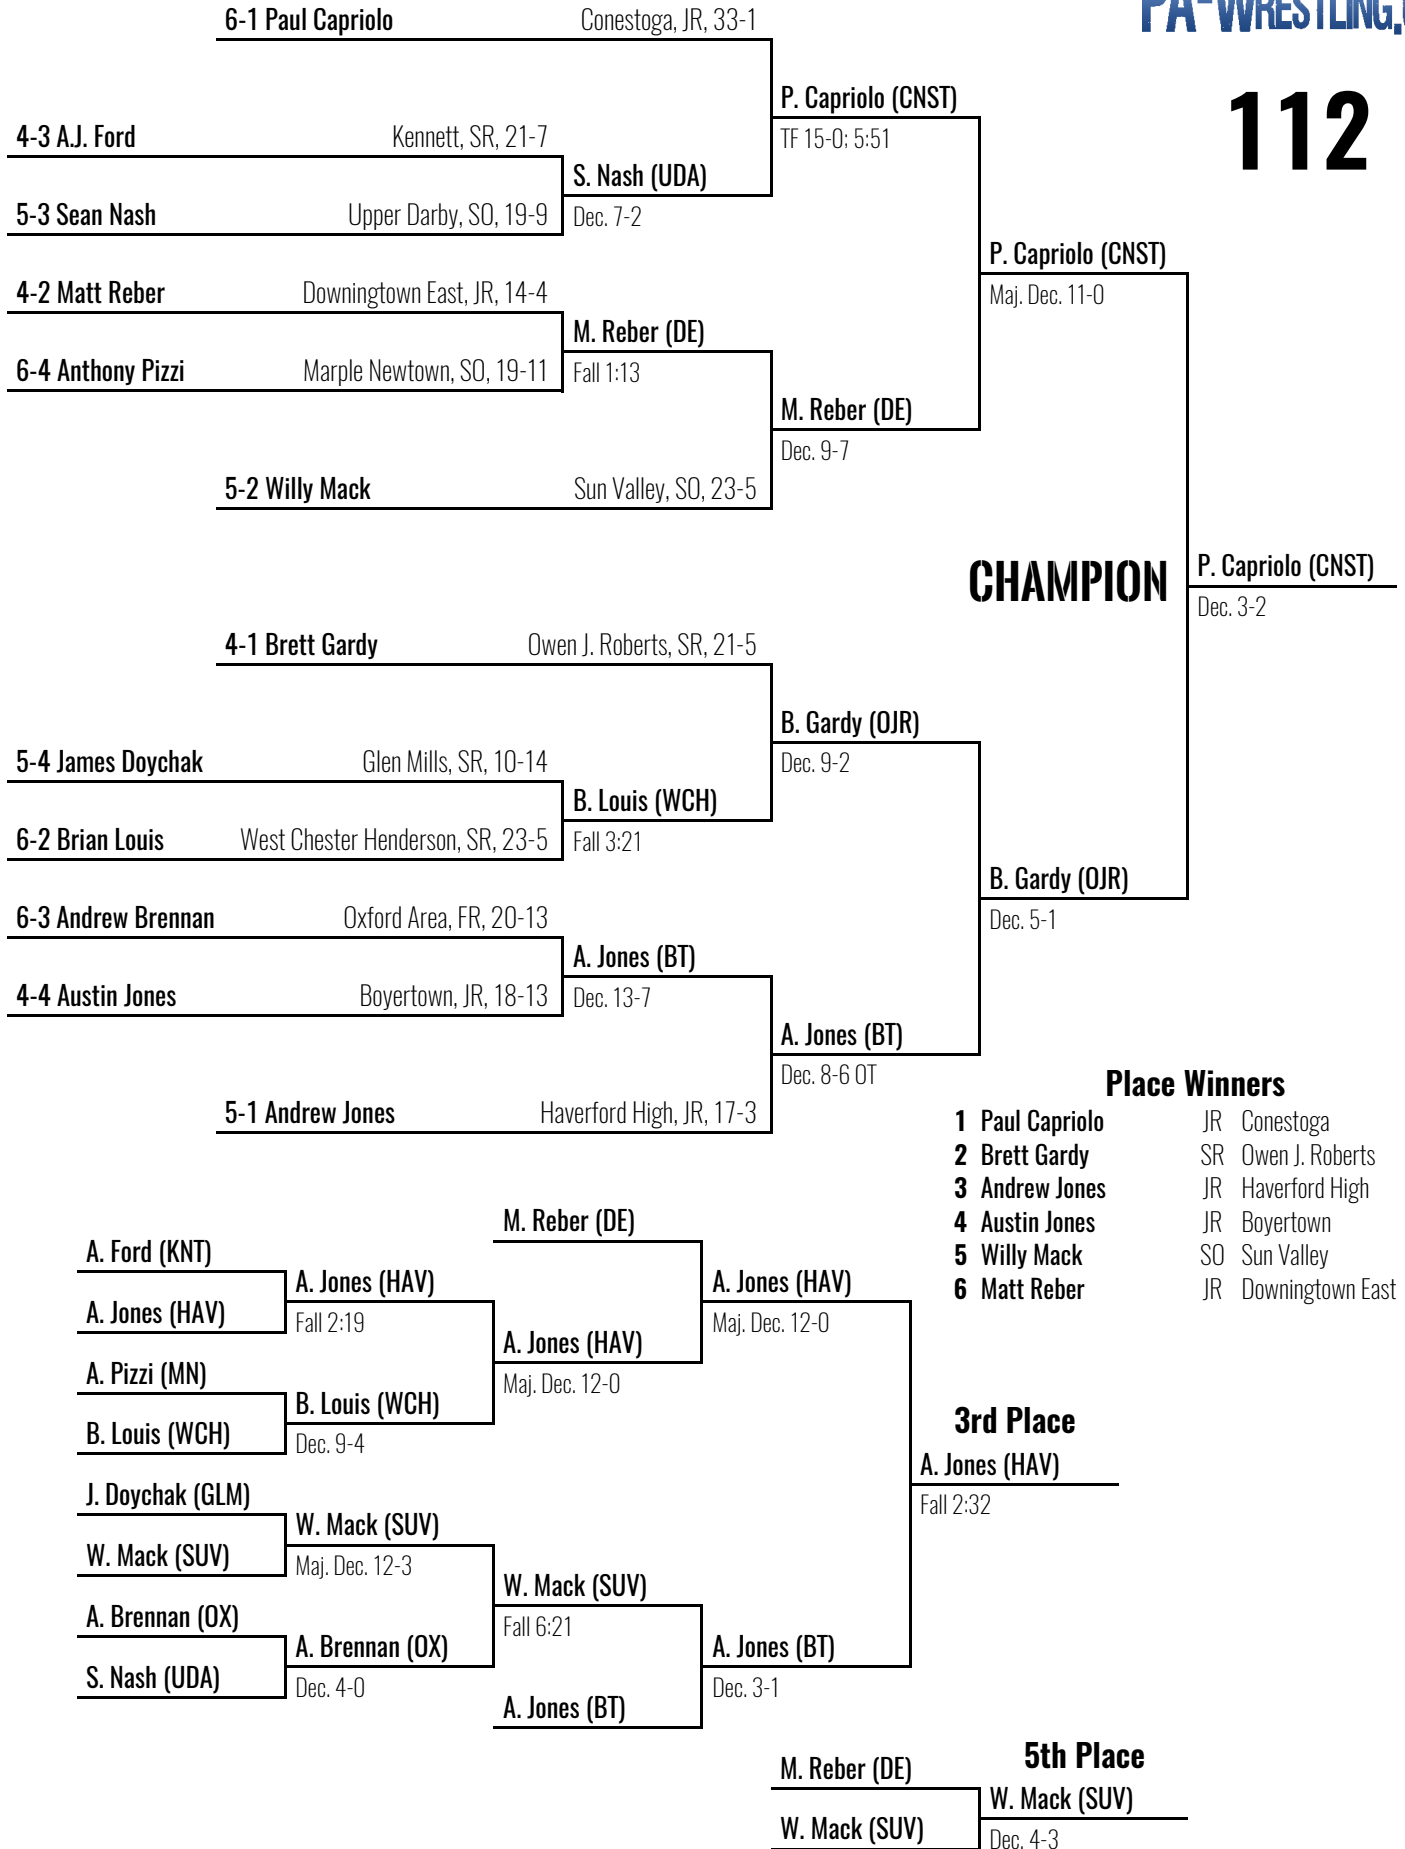 6-1 Paul Capriolo Conestoga, JR, 33-1
PA-WRESTLING.
112
P. Capriolo (CNST)
TF 15-0; 5:51
4-3 A.J. Ford Kennett, SR, 21-7
S. Nash (UDA)
Dec. 7-2
5-3 Sean Nash Upper Darby, SO, 19-9
P. Capriolo (CNST)
Maj. Dec. 11-0
4-2 Matt Reber Downingtown East, JR, 14-4
M. Reber (DE)
Fall 1:13
6-4 Anthony Pizzi Marple Newtown, SO, 19-11
M. Reber (DE)
Dec. 9-7
5-2 Willy Mack Sun Valley, SO, 23-5
CHAMPION
P. Capriolo (CNST)
Dec. 3-2
4-1 Brett Gardy Owen J. Roberts, SR, 21-5
B. Gardy (OJR)
Dec. 9-2
5-4 James Doychak Glen Mills, SR, 10-14
B. Louis (WCH)
Fall 3:21
6-2 Brian Louis West Chester Henderson, SR, 23-5
B. Gardy (OJR)
Dec. 5-1
6-3 Andrew Brennan Oxford Area, FR, 20-13
A. Jones (BT)
Dec. 13-7
4-4 Austin Jones Boyertown, JR, 18-13
A. Jones (BT)
Dec. 8-6 OT
5-1 Andrew Jones Haverford High, JR, 17-3
Place Winners
1 Paul Capriolo JR Conestoga
2 Brett Gardy SR Owen J. Roberts
3 Andrew Jones JR Haverford High
4 Austin Jones JR Boyertown
5 Willy Mack SO Sun Valley
6 Matt Reber JR Downingtown East
M. Reber (DE)
A. Ford (KNT)
A. Jones (HAV)
Fall 2:19
A. Jones (HAV)
A. Jones (HAV)
Maj. Dec. 12-0
A. Jones (HAV)
Maj. Dec. 12-0
A. Pizzi (MN)
B. Louis (WCH)
Dec. 9-4
B. Louis (WCH)
3rd Place
A. Jones (HAV)
Fall 2:32
J. Doychak (GLM)
W. Mack (SUV)
Maj. Dec. 12-3
W. Mack (SUV)
W. Mack (SUV)
Fall 6:21
A. Brennan (OX)
A. Brennan (OX)
Dec. 4-0
S. Nash (UDA)
A. Jones (BT)
Dec. 3-1
A. Jones (BT)
5th Place
M. Reber (DE)
W. Mack (SUV)
Dec. 4-3
W. Mack (SUV)